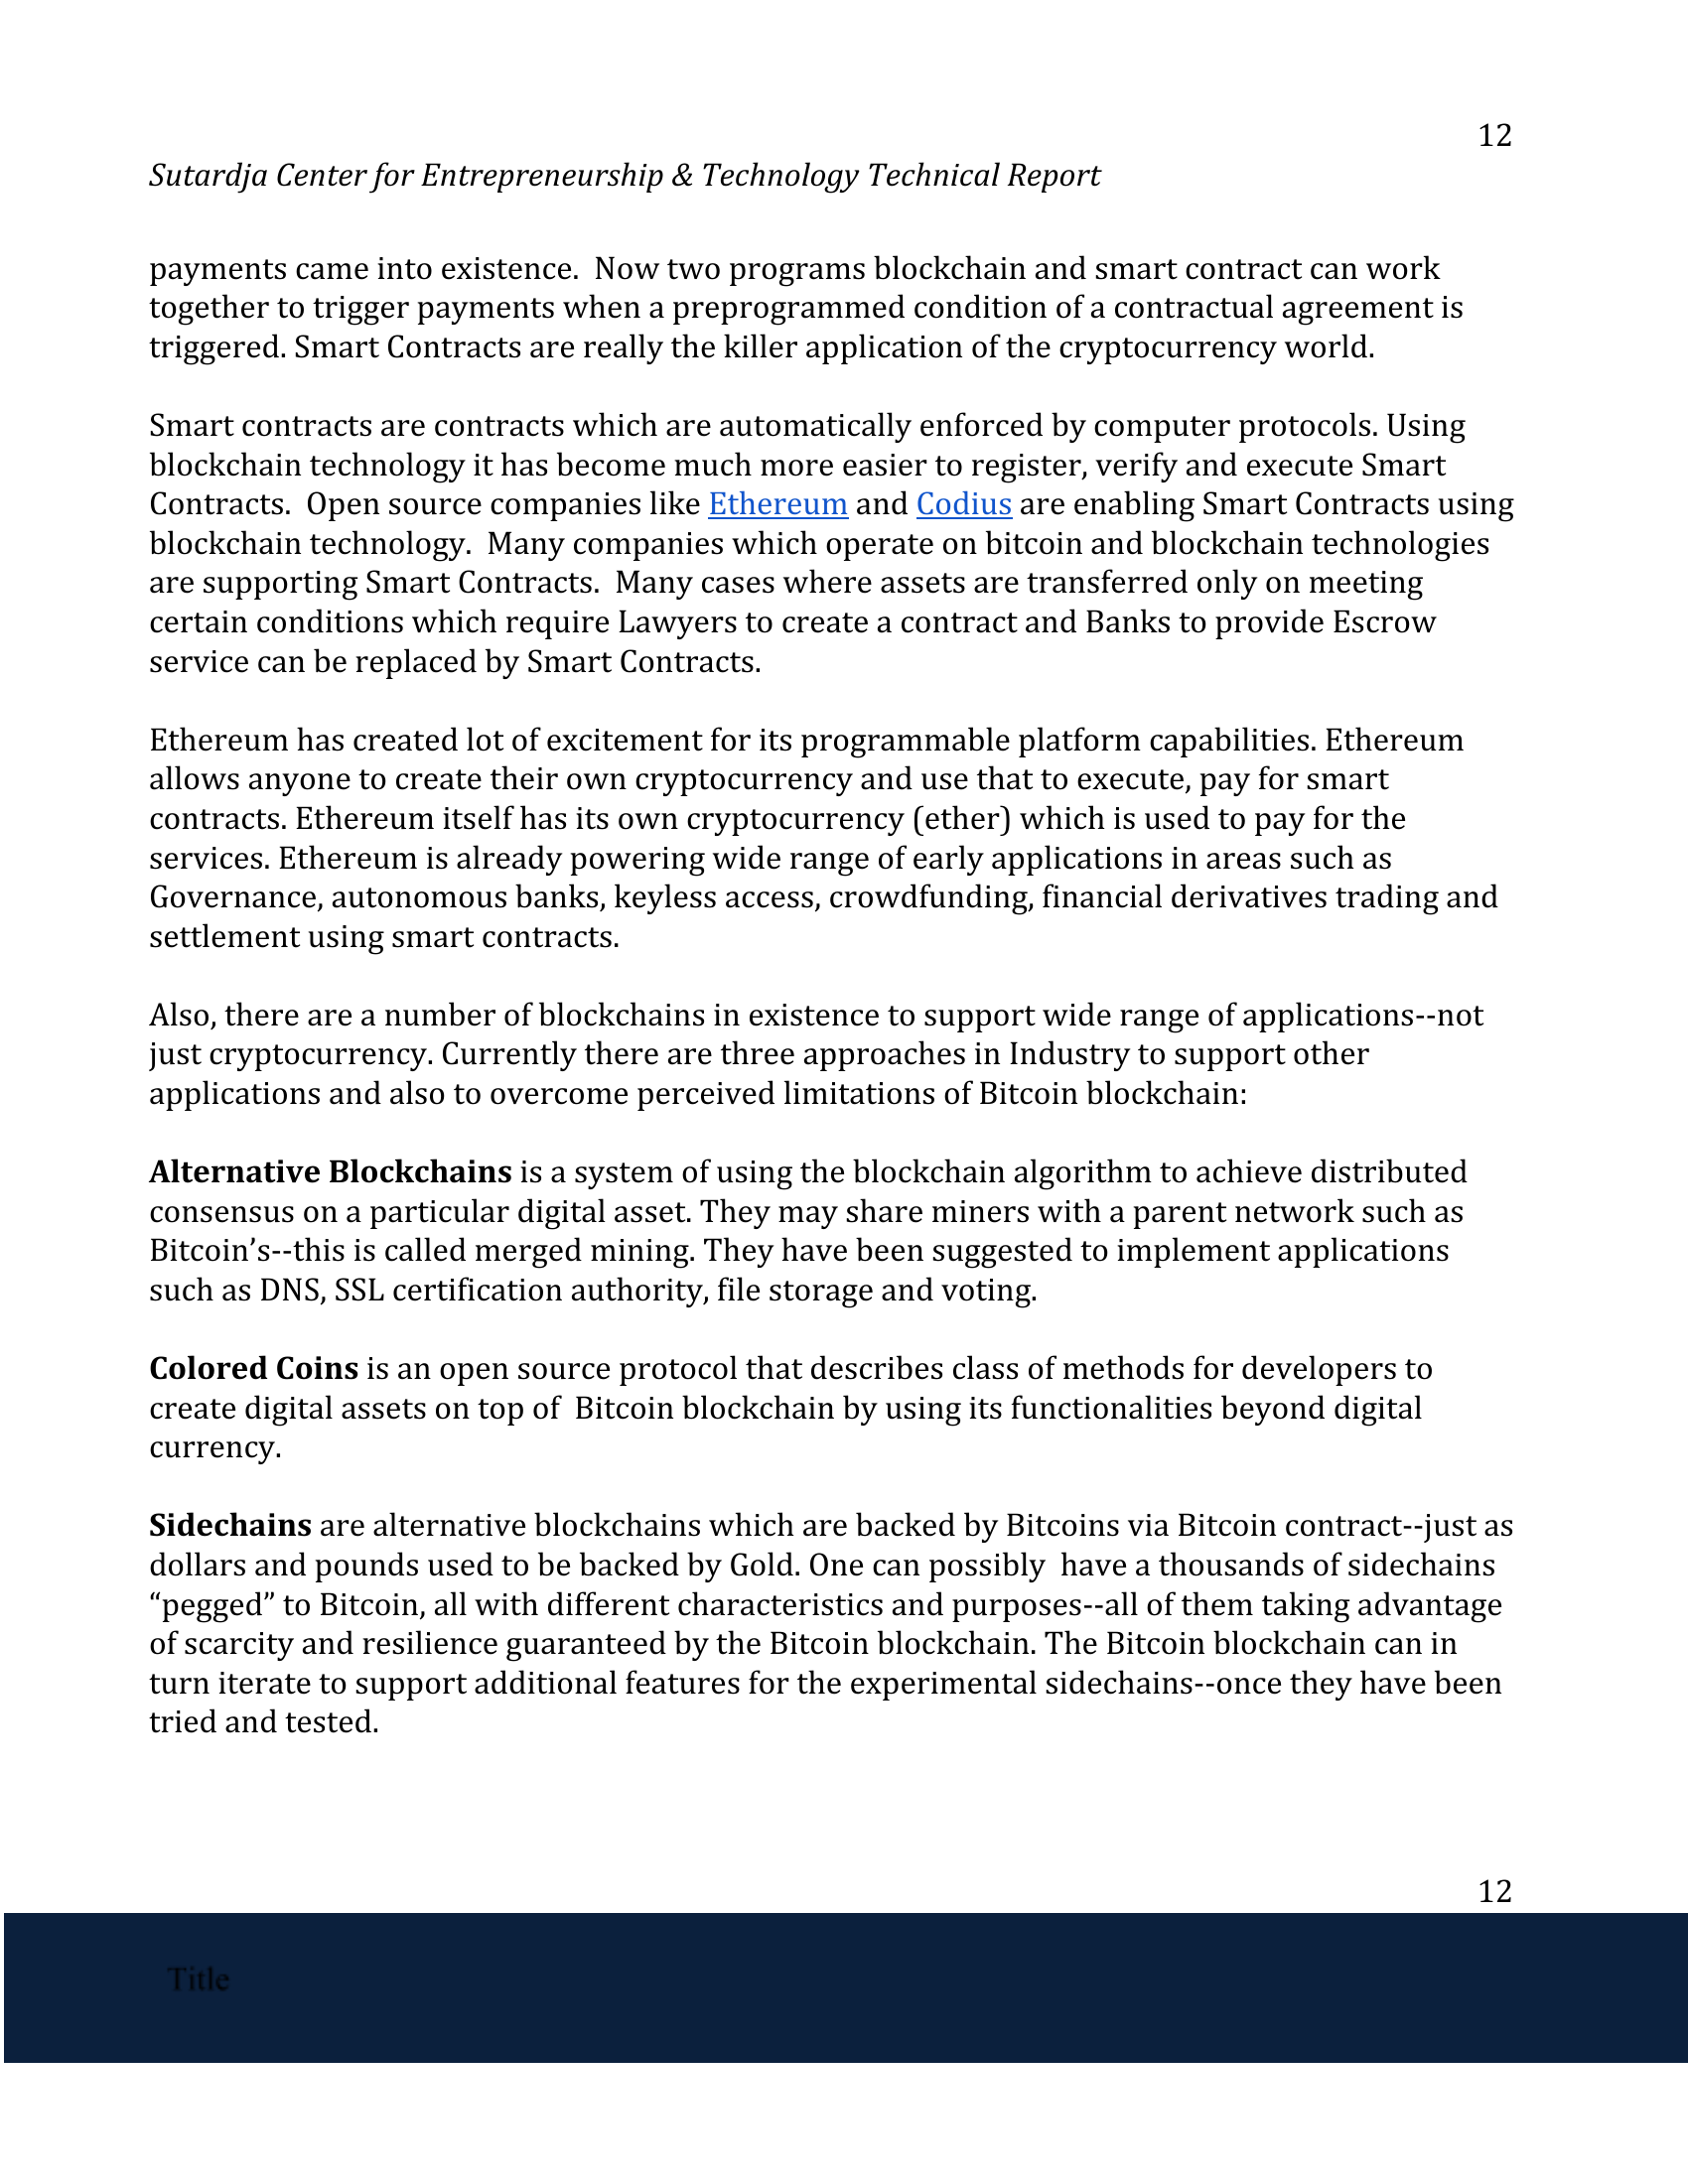 12
Sutardja Center for Entrepreneurship & Technology Technical Report
payments came into existence.  Now two programs blockchain and smart contract can work
together to trigger payments when a preprogrammed condition of a contractual agreement is
triggered. Smart Contracts are really the killer application of the cryptocurrency world.
Smart contracts are contracts which are automatically enforced by computer protocols. Using
blockchain technology it has become much more easier to register, verify and execute Smart
Contracts.  Open source companies like Ethereum and Codius are enabling Smart Contracts using
blockchain technology.  Many companies which operate on bitcoin and blockchain technologies
are supporting Smart Contracts.  Many cases where assets are transferred only on meeting
certain conditions which require Lawyers to create a contract and Banks to provide Escrow
service can be replaced by Smart Contracts.
Ethereum has created lot of excitement for its programmable platform capabilities. Ethereum
allows anyone to create their own cryptocurrency and use that to execute, pay for smart
contracts. Ethereum itself has its own cryptocurrency (ether) which is used to pay for the
services. Ethereum is already powering wide range of early applications in areas such as
Governance, autonomous banks, keyless access, crowdfunding, financial derivatives trading and
settlement using smart contracts.
Also, there are a number of blockchains in existence to support wide range of applications--not
just cryptocurrency. Currently there are three approaches in Industry to support other
applications and also to overcome perceived limitations of Bitcoin blockchain:
Alternative Blockchains is a system of using the blockchain algorithm to achieve distributed
consensus on a particular digital asset. They may share miners with a parent network such as
Bitcoin’s--this is called merged mining. They have been suggested to implement applications
such as DNS, SSL certification authority, file storage and voting.
Colored Coins is an open source protocol that describes class of methods for developers to
create digital assets on top of  Bitcoin blockchain by using its functionalities beyond digital
currency.
Sidechains are alternative blockchains which are backed by Bitcoins via Bitcoin contract--just as
dollars and pounds used to be backed by Gold. One can possibly  have a thousands of sidechains
“pegged” to Bitcoin, all with different characteristics and purposes--all of them taking advantage
of scarcity and resilience guaranteed by the Bitcoin blockchain. The Bitcoin blockchain can in
turn iterate to support additional features for the experimental sidechains--once they have been
tried and tested.
12
Title